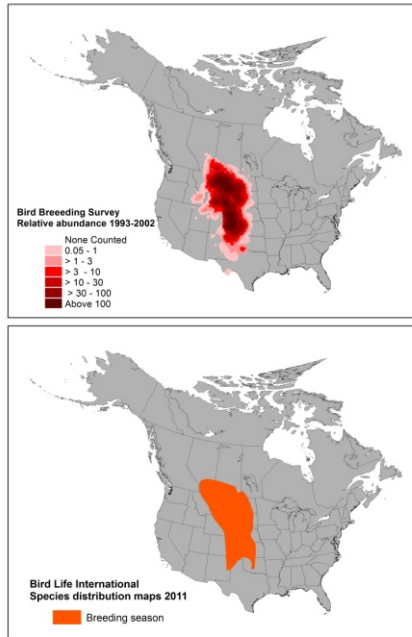 Bird Breeding Survey
Relative abundance 1993-2002
None Counted
0.05 - 1
> 1 - 3
> 3 - 10
> 10 - 30
> 30 - 100
Above 100
Bird Life International
Species distribution maps 2011
Breeding season